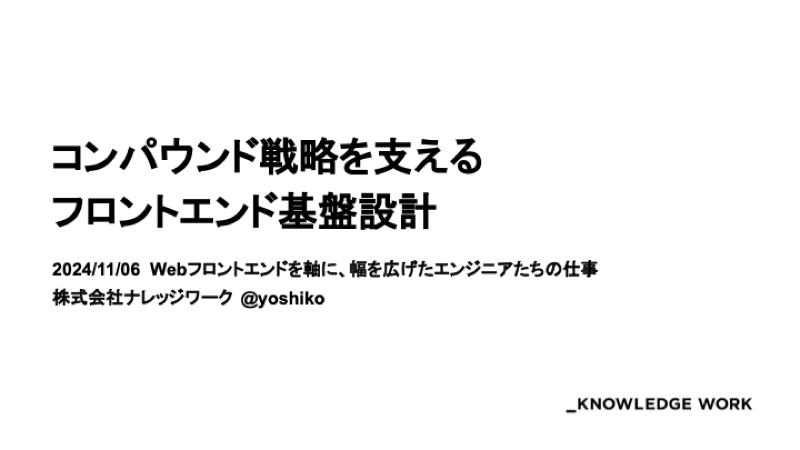 コンパウンド戦略を支える
フロントエンド基盤設計
2024/11/06 Webフロントエンドを軸に、幅を広げたエンジニアたちの仕事
株式会社ナレッジワーク @yoshiko
_KNOWLEDGE WORK